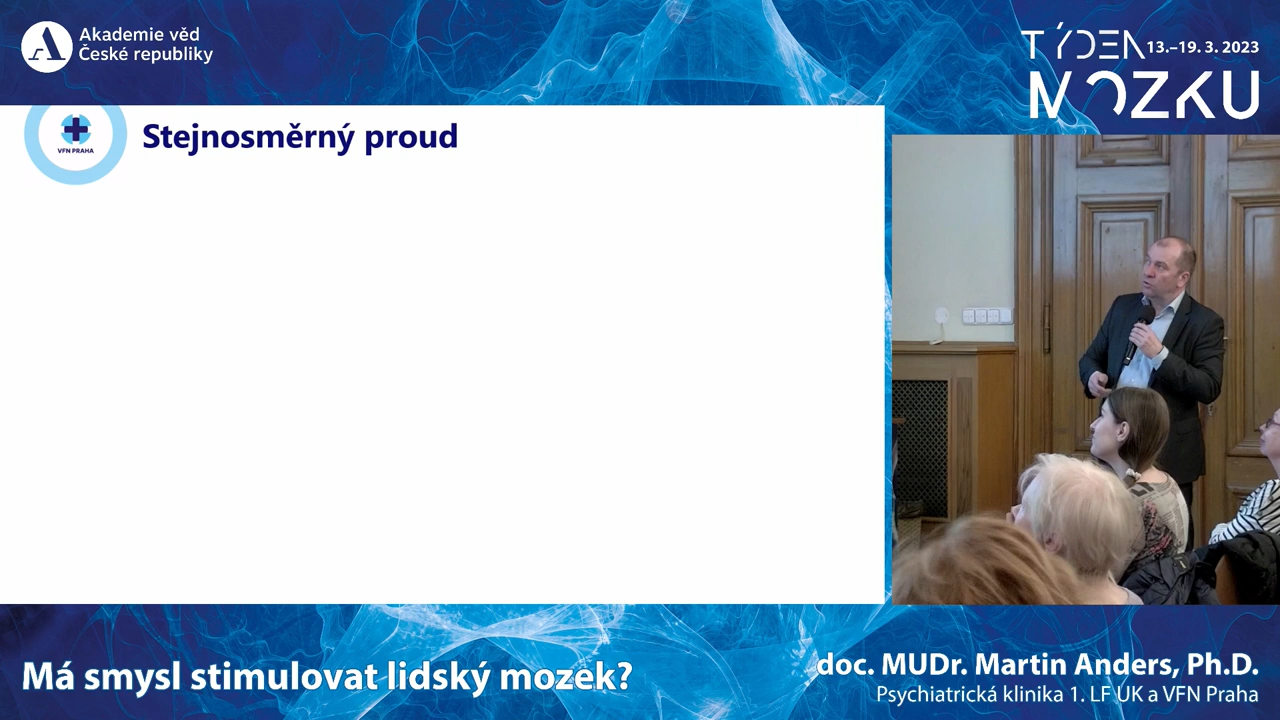 Akademie věd
České republiky
TÝDEN 13.–19. 3. 2023
MOZKU
VFN PRAHA
Stejnosměrný proud
Má smysl stimulovat lidský mozek?
doc. MUDr. Martin Anders, Ph.D.
Psychiatrická klinika 1. LF UK a VFN Praha